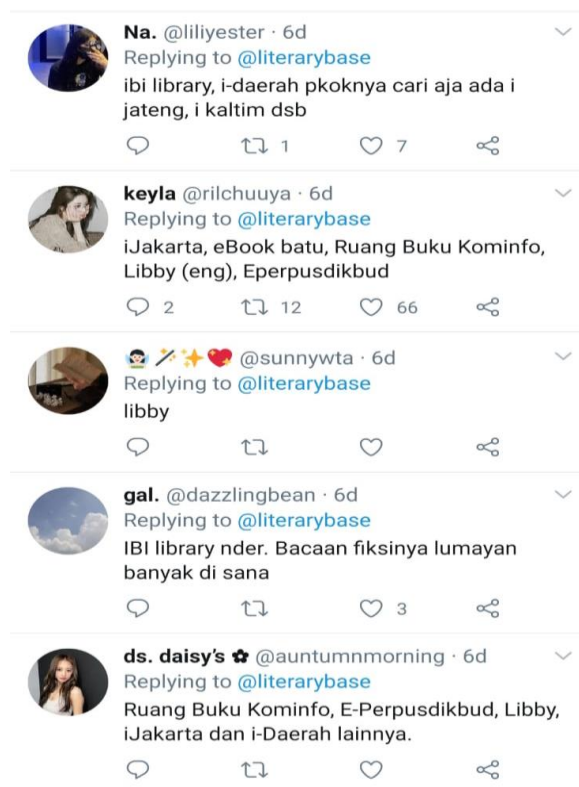 Na. @liliyester · 6d
Replying to @literarybase
ibi library, i-daerah pkoknya cari aja ada i
jateng, i kaltim dsb
1 7
keyla @rilchuuya · 6d
Replying to @literarybase
iJakarta, eBook batu, Ruang Buku Kominfo,
Libby (eng), Eperpusdikbud
2 12 66
@sunnywta · 6d
Replying to @literarybase
libby
gal. @dazzlingbean · 6d
Replying to @literarybase
IBI library nder. Bacaan fiksinya lumayan
banyak di sana
3
ds. daisy's ✿ @auntumnmorning · 6d
Replying to @literarybase
Ruang Buku Kominfo, E-Perpusdikbud, Libby,
iJakarta dan i-Daerah lainnya.